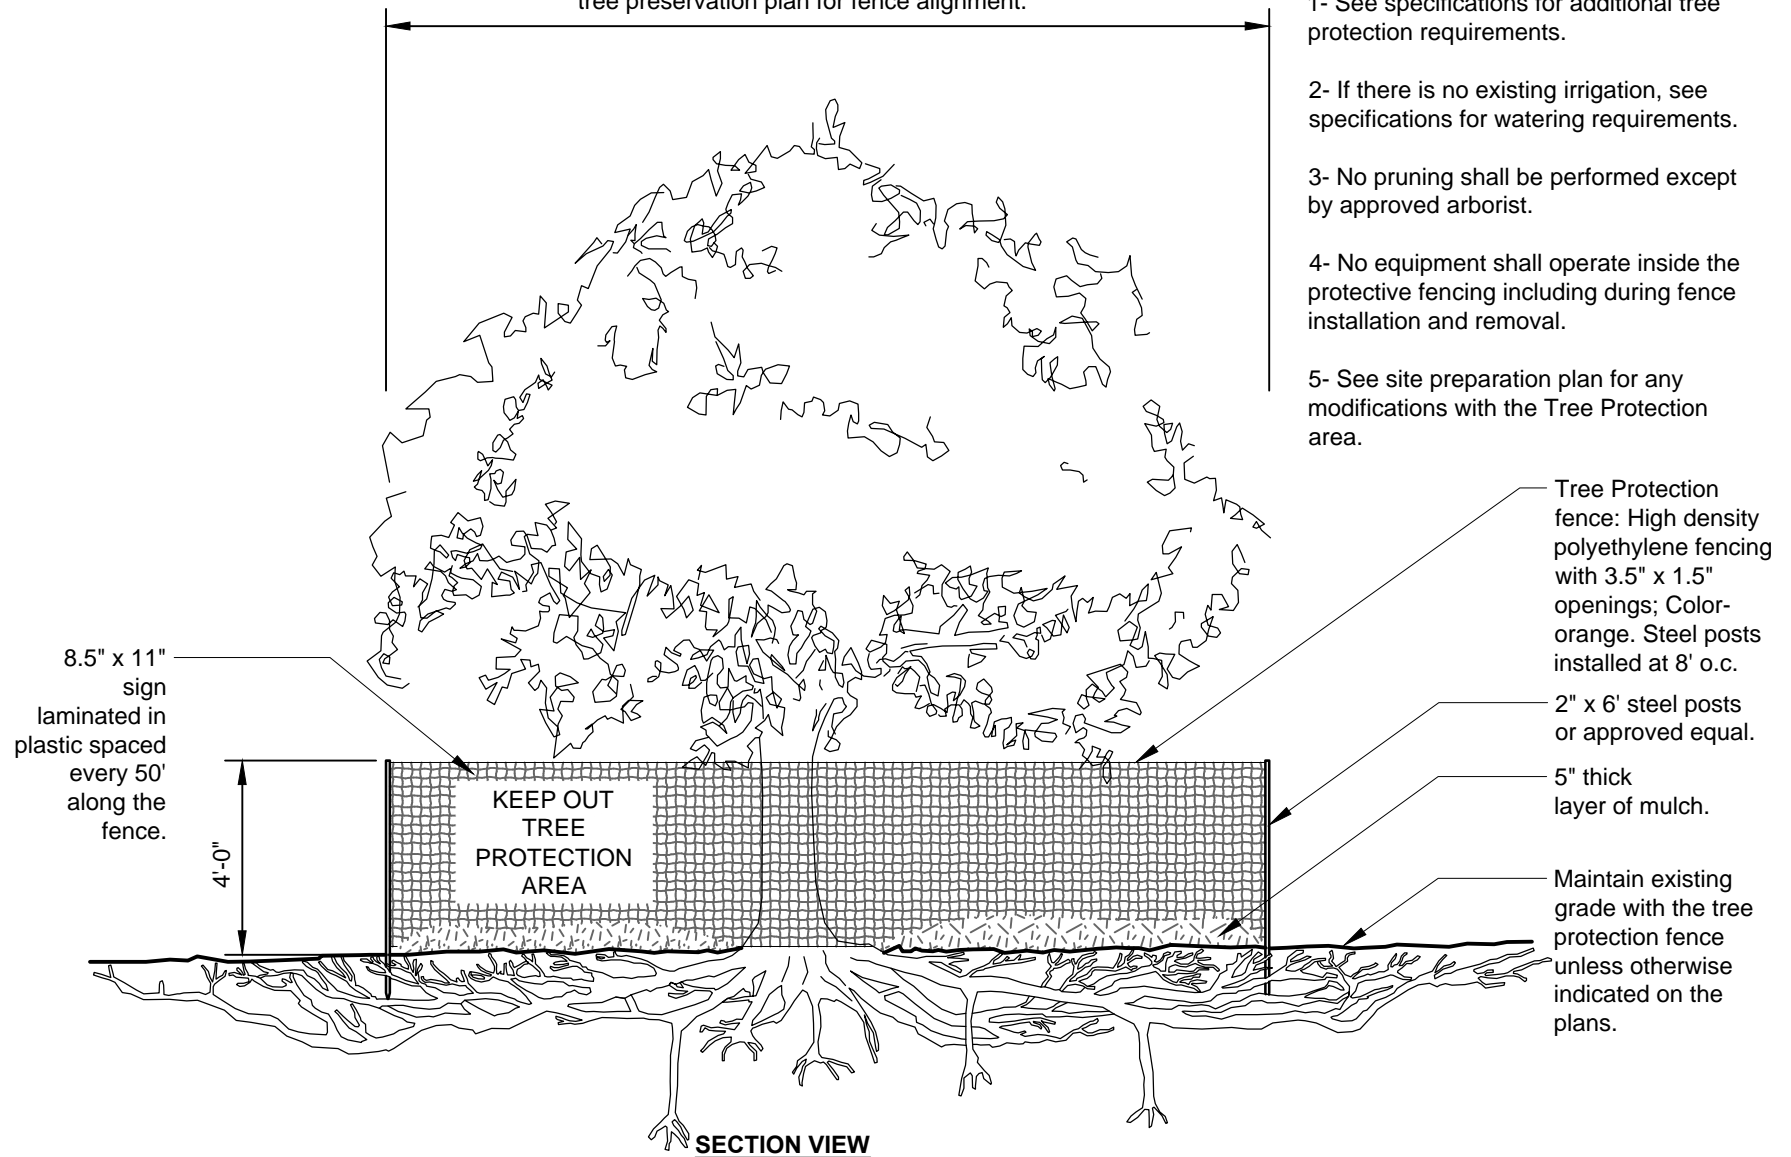 tree preservation plan for fence alignment.
1- See specifications for additional tree
protection requirements.
2- If there is no existing irrigation, see
specifications for watering requirements.
3- No pruning shall be performed except
by approved arborist.
4- No equipment shall operate inside the
protective fencing including during fence
installation and removal.
5- See site preparation plan for any
modifications with the Tree Protection
area.
Tree Protection
fence: High density
polyethylene fencing
with 3.5" x 1.5"
openings; Color-
orange. Steel posts
installed at 8' o.c.
2" x 6' steel posts
or approved equal.
5" thick
layer of mulch.
Maintain existing
grade with the tree
protection fence
unless otherwise
indicated on the
plans.
8.5" x 11"
sign
laminated in
plastic spaced
every 50'
along the
fence.
4'-0"
KEEP OUT
TREE
PROTECTION
AREA
SECTION VIEW